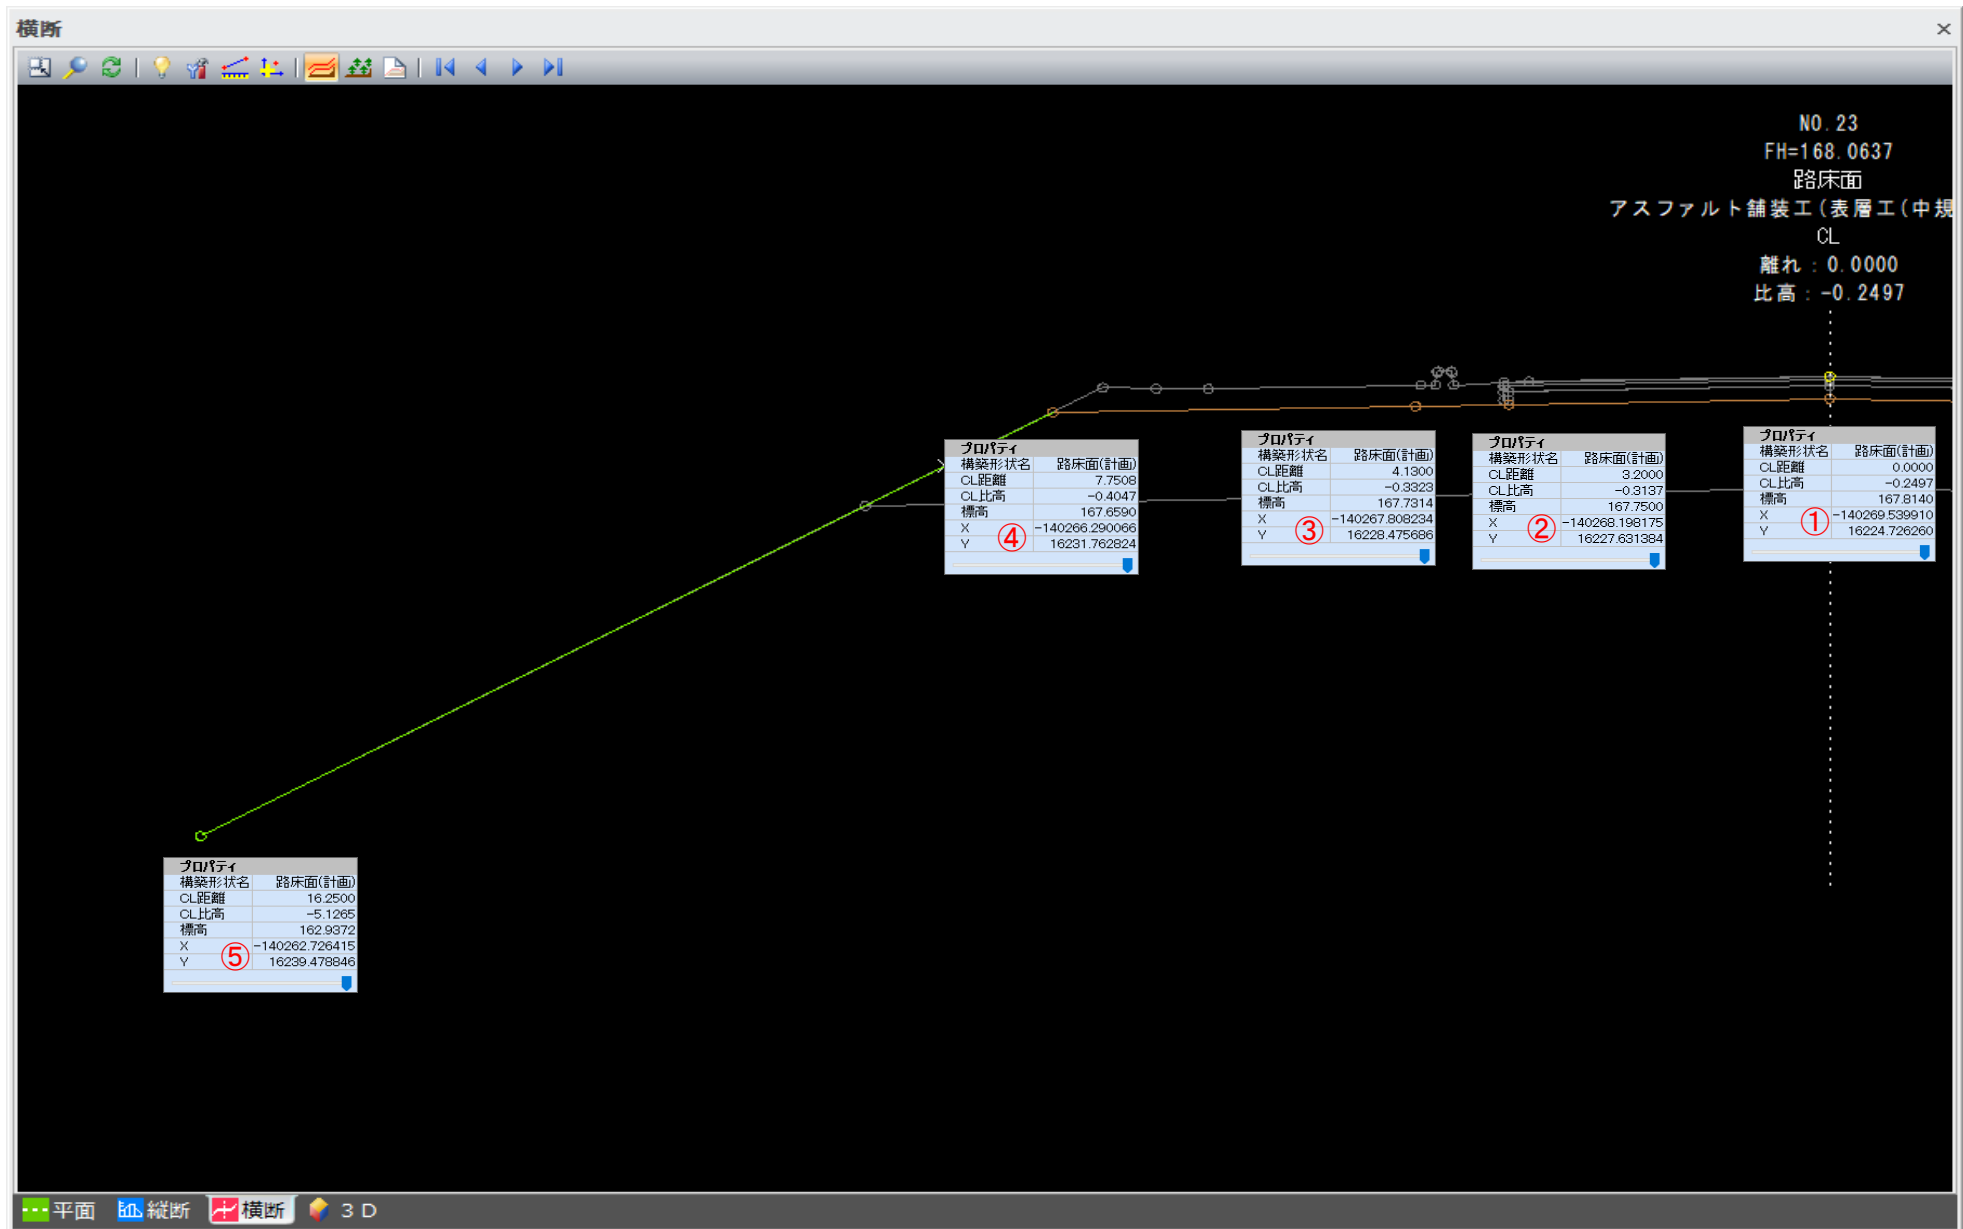 横断
NO.23
FH=168.0637
路床面
アスファルト舗装工(表層工(中規
CL
離れ：0.0000
比高：-0.2497
プロパティ
構築形状名 路床面(計画)
CL距離 7.7508
CL比高 -0.4047
標高 167.6590
X -140266.290066
Y 16231.762824
④
プロパティ
構築形状名 路床面(計画)
CL距離 4.1300
CL比高 -0.3323
標高 167.7314
X -140267.808234
Y 16228.475686
③
プロパティ
構築形状名 路床面(計画)
CL距離 3.2000
CL比高 -0.3137
標高 167.7500
X -140268.198175
Y 16227.631384
②
プロパティ
構築形状名 路床面(計画)
CL距離 0.0000
CL比高 -0.2497
標高 167.8140
X -140269.539910
Y 16224.726260
①
プロパティ
構築形状名 路床面(計画)
CL距離 16.2500
CL比高 -5.1265
標高 162.9372
X -140262.726415
Y 16239.478846
⑤
平面 縦断 横断 3D